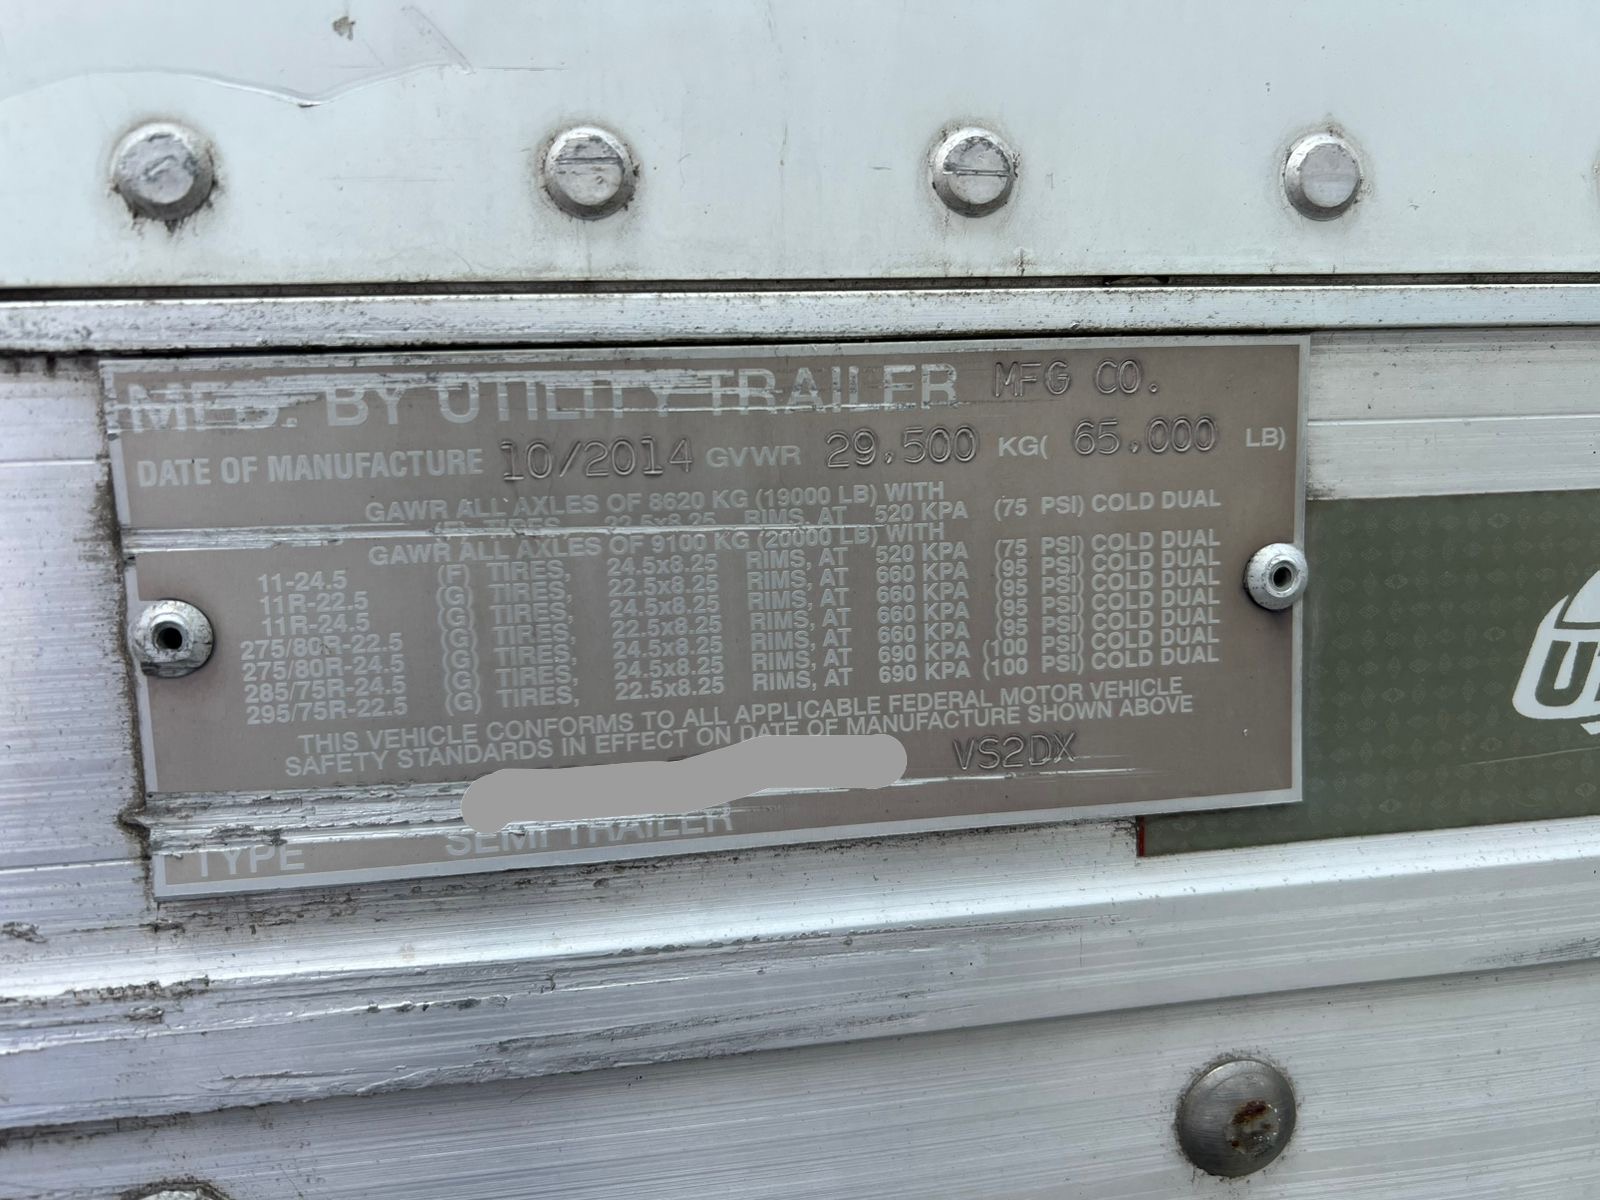 MFD. BY UTILITY TRAILER MFG CO.
DATE OF MANUFACTURE 10/2014 GVWR 29,500 KG( 65,000 LB)
GAWR ALL AXLES OF 8620 KG (19000 LB) WITH
(F) TIRES, 22.5x8.25 RIMS, AT 520 KPA (75 PSI) COLD DUAL
GAWR ALL AXLES OF 9100 KG (20000 LB) WITH
11-24.5 (F) TIRES, 24.5x8.25 RIMS, AT 520 KPA (75 PSI) COLD DUAL
11R-22.5 (G) TIRES, 22.5x8.25 RIMS, AT 660 KPA (95 PSI) COLD DUAL
11R-24.5 (G) TIRES, 24.5x8.25 RIMS, AT 660 KPA (95 PSI) COLD DUAL
275/80R-22.5 (G) TIRES, 22.5x8.25 RIMS, AT 660 KPA (95 PSI) COLD DUAL
275/80R-24.5 (G) TIRES, 24.5x8.25 RIMS, AT 660 KPA (95 PSI) COLD DUAL
285/75R-24.5 (G) TIRES, 24.5x8.25 RIMS, AT 690 KPA (100 PSI) COLD DUAL
295/75R-22.5 (G) TIRES, 22.5x8.25 RIMS, AT 690 KPA (100 PSI) COLD DUAL
THIS VEHICLE CONFORMS TO ALL APPLICABLE FEDERAL MOTOR VEHICLE
SAFETY STANDARDS IN EFFECT ON DATE OF MANUFACTURE SHOWN ABOVE
VS2DX
TYPE SEMI TRAILER